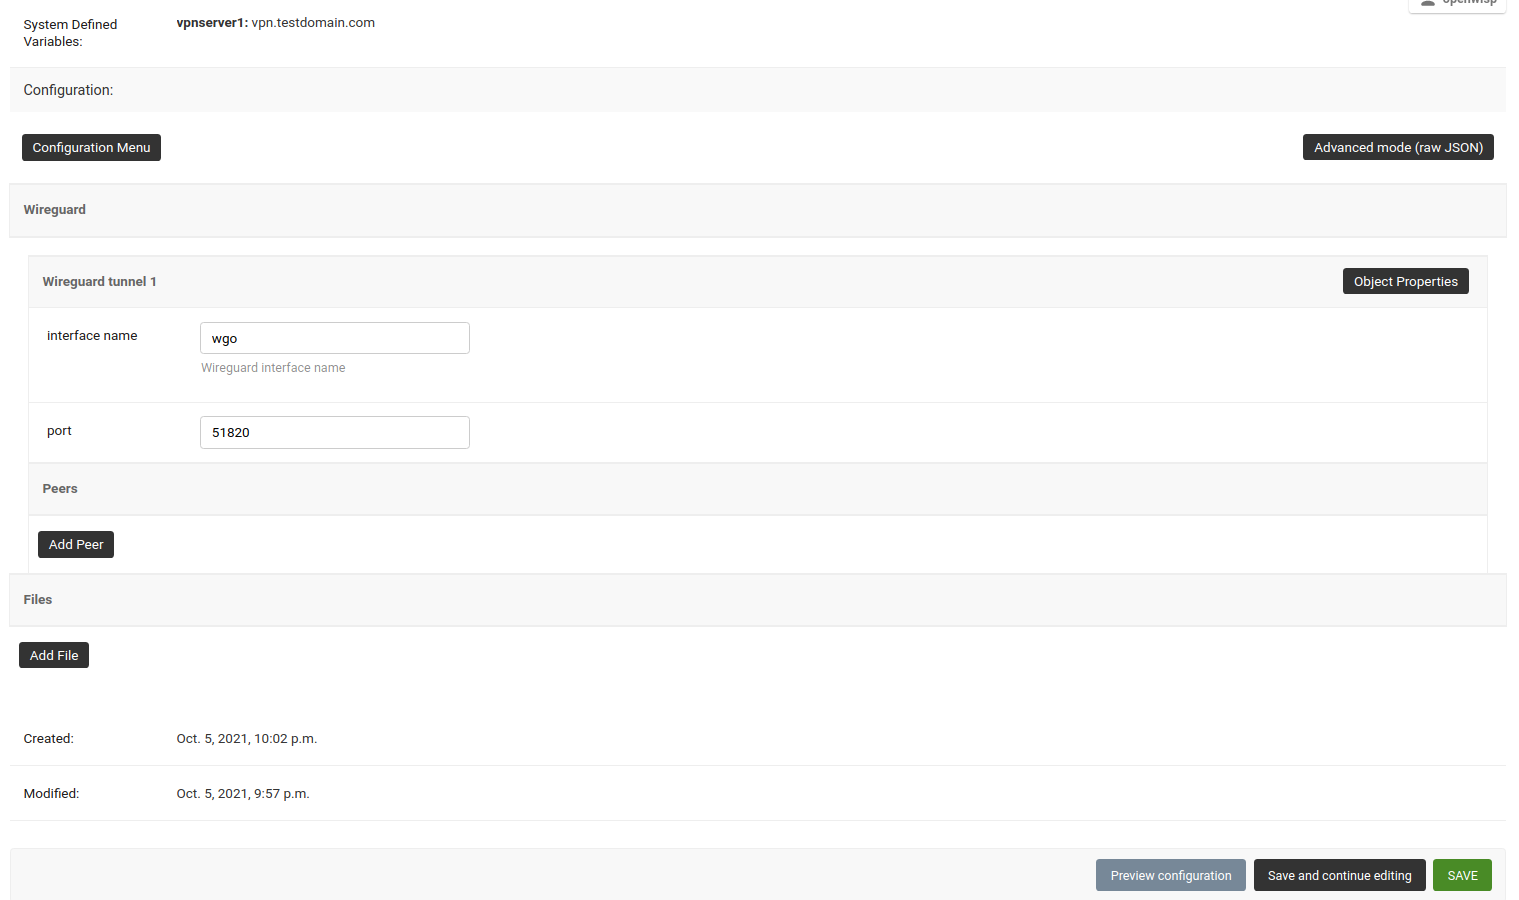 openwisp
System Defined
Variables:
vpnserver1: vpn.testdomain.com
Configuration:
Configuration Menu
Advanced mode (raw JSON)
Wireguard
Wireguard tunnel 1
Object Properties
interface name
wgo
Wireguard interface name
port
51820
Peers
Add Peer
Files
Add File
Created:
Oct. 5, 2021, 10:02 p.m.
Modified:
Oct. 5, 2021, 9:57 p.m.
Preview configuration
Save and continue editing
SAVE